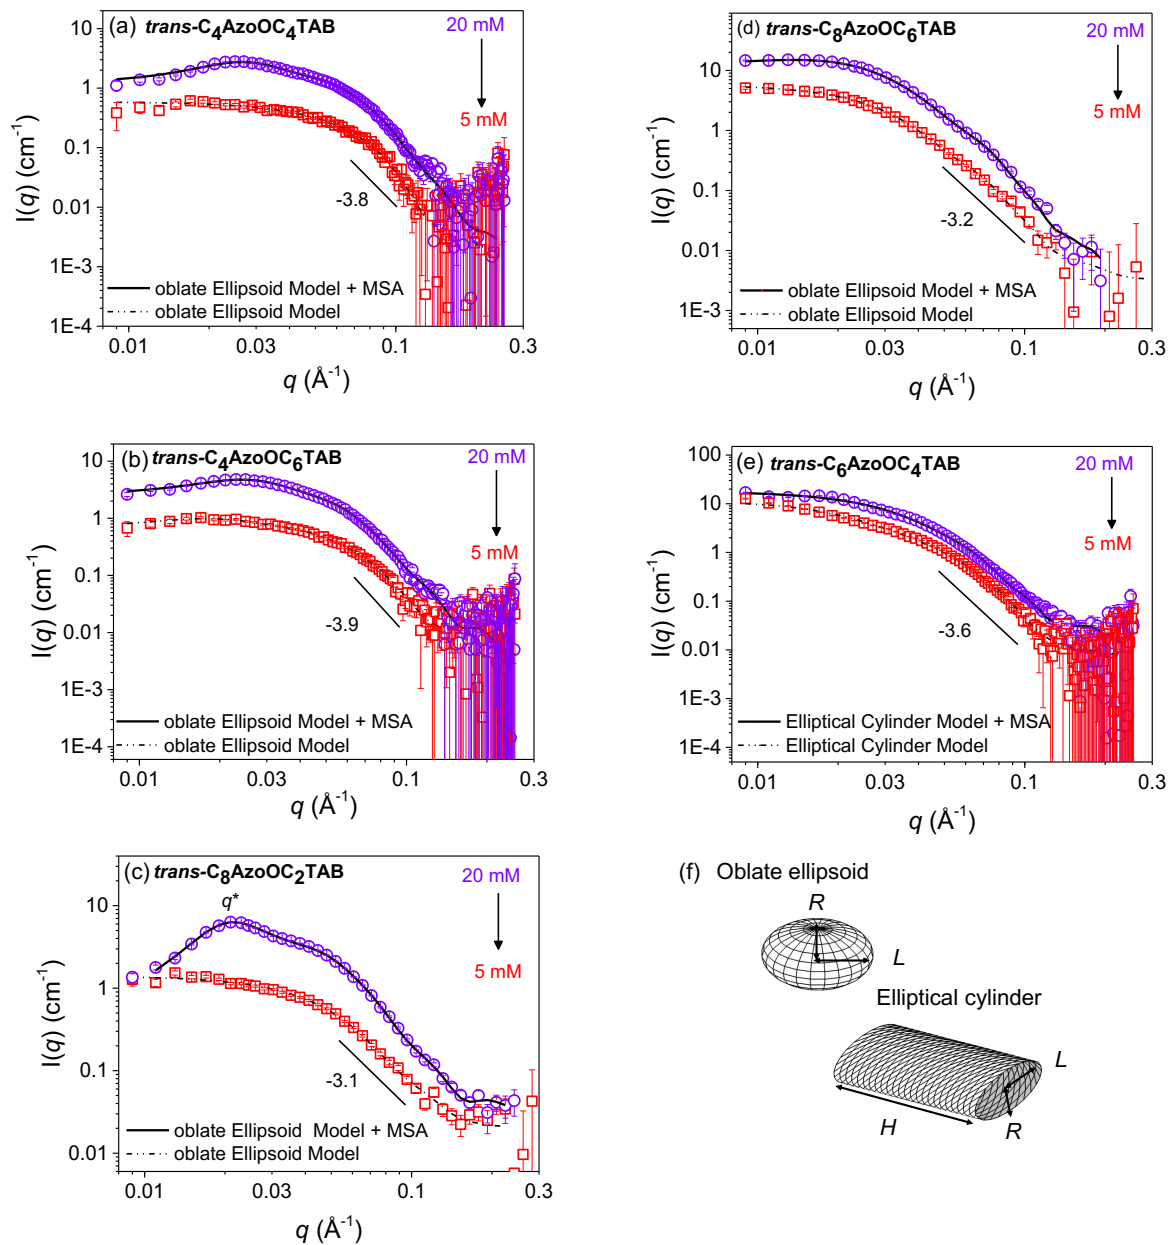 (a) trans-C4AzoOC4TAB
20 mM
5 mM
-3.8
oblate Ellipsoid Model + MSA
oblate Ellipsoid Model
I(q) (cm⁻¹)
10
1
0.1
0.01
1E-3
1E-4
0.01
0.03
0.1
0.3
q (Å⁻¹)
(d) trans-C8AzoOC6TAB
20 mM
5 mM
-3.2
oblate Ellipsoid Model + MSA
oblate Ellipsoid Model
I(q) (cm⁻¹)
10
1
0.1
0.01
1E-3
0.01
0.03
0.1
0.3
q (Å⁻¹)
(b) trans-C4AzoOC6TAB
20 mM
5 mM
-3.9
oblate Ellipsoid Model + MSA
oblate Ellipsoid Model
I(q) (cm⁻¹)
10
1
0.1
0.01
1E-3
1E-4
0.01
0.03
0.1
0.3
q (Å⁻¹)
(e) trans-C6AzoOC4TAB
20 mM
5 mM
-3.6
Elliptical Cylinder Model + MSA
Elliptical Cylinder Model
I(q) (cm⁻¹)
100
10
1
0.1
0.01
1E-3
1E-4
0.01
0.03
0.1
0.3
q (Å⁻¹)
(c) trans-C8AzoOC2TAB
20 mM
q*
5 mM
-3.1
oblate Ellipsoid Model + MSA
oblate Ellipsoid Model
I(q) (cm⁻¹)
10
1
0.1
0.01
0.01
0.03
0.1
0.3
q (Å⁻¹)
(f) Oblate ellipsoid
R
L
Elliptical cylinder
L
H
R